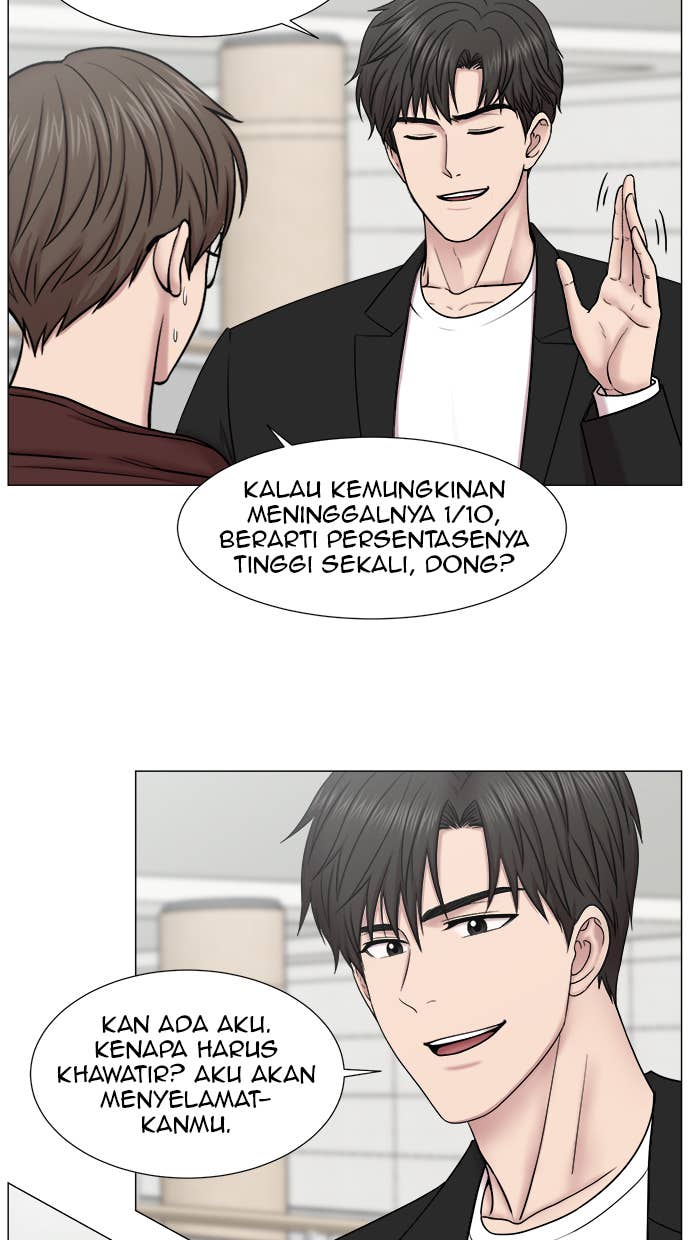 KALAU KEMUNGKINAN
MENINGGALNYA 1/10,
BERARTI PERSENTASENYA
TINGGI SEKALI, DONG?
KAN ADA AKU.
KENAPA HARUS
KHAWATIR? AKU AKAN
MENYELAMAT-
KANMU.